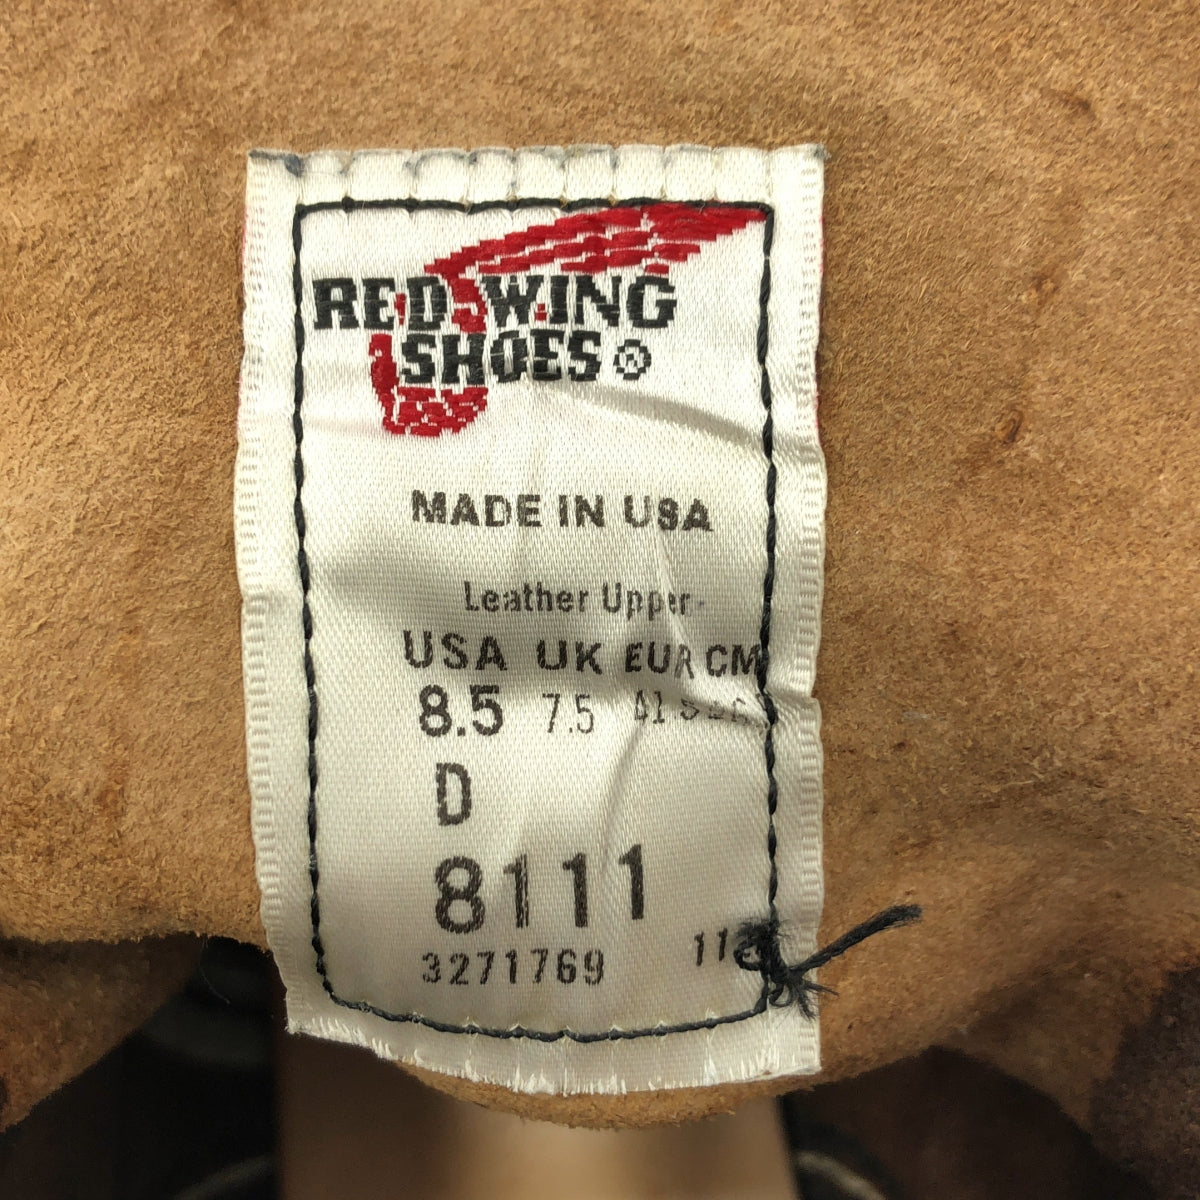 RED WING
SHOES ®
MADE IN USA
Leather Upper
USA UK EUR CM
8.5 7.5 41
D
8111
3271769